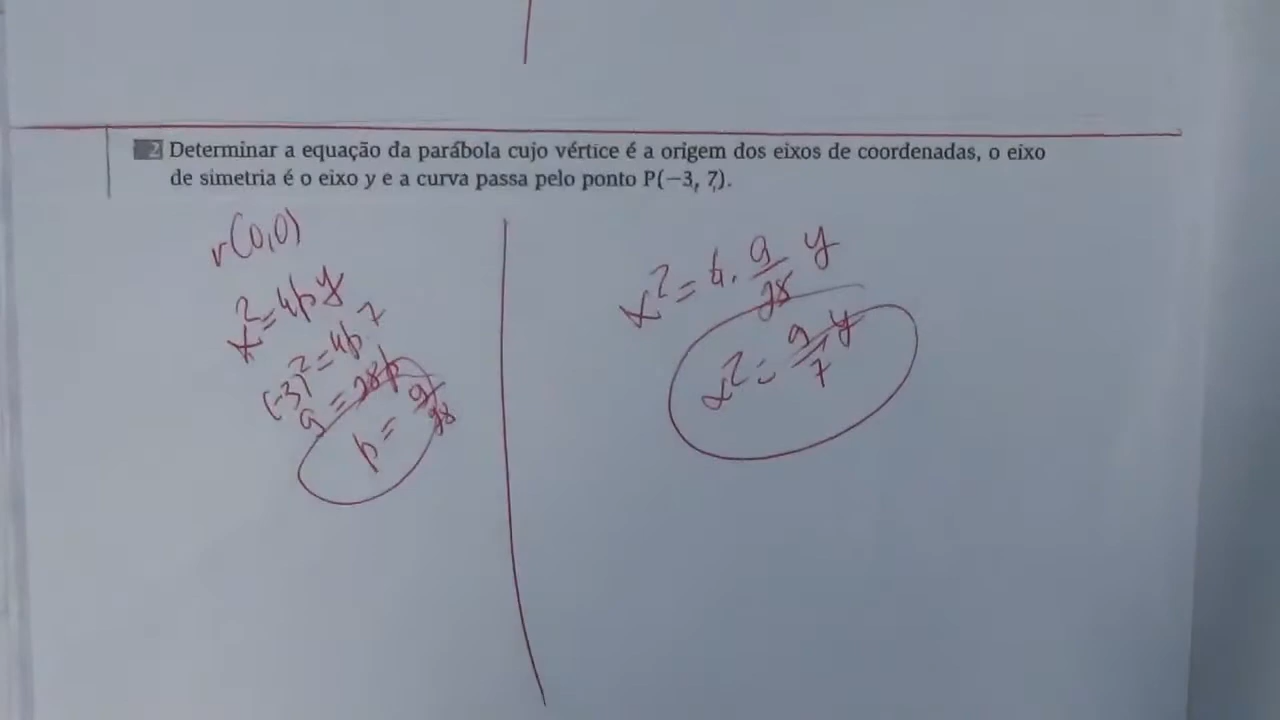 2 Determinar a equação da parábola cujo vértice é a origem dos eixos de coordenadas, o eixo
de simetria é o eixo y e a curva passa pelo ponto P(−3, 7).
v(0,0)
x² = 4py
(-3)² = 4p7
9 = 28p
p = 9/28
x² = 4. 9/28 y
x² = 9/7 y